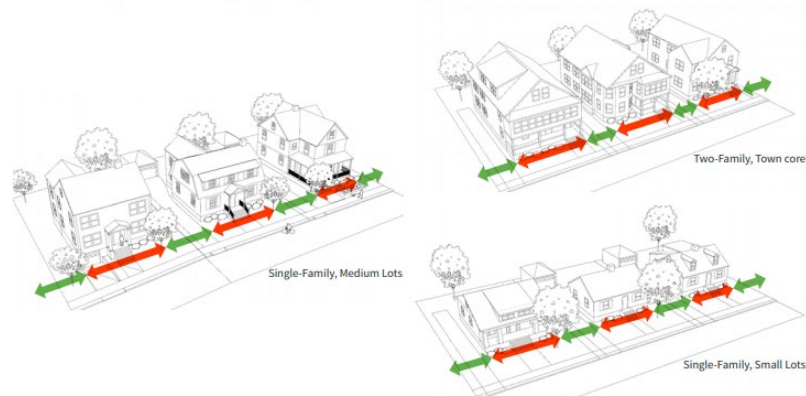 Two-Family, Town core
Single-Family, Medium Lots
Single-Family, Small Lots